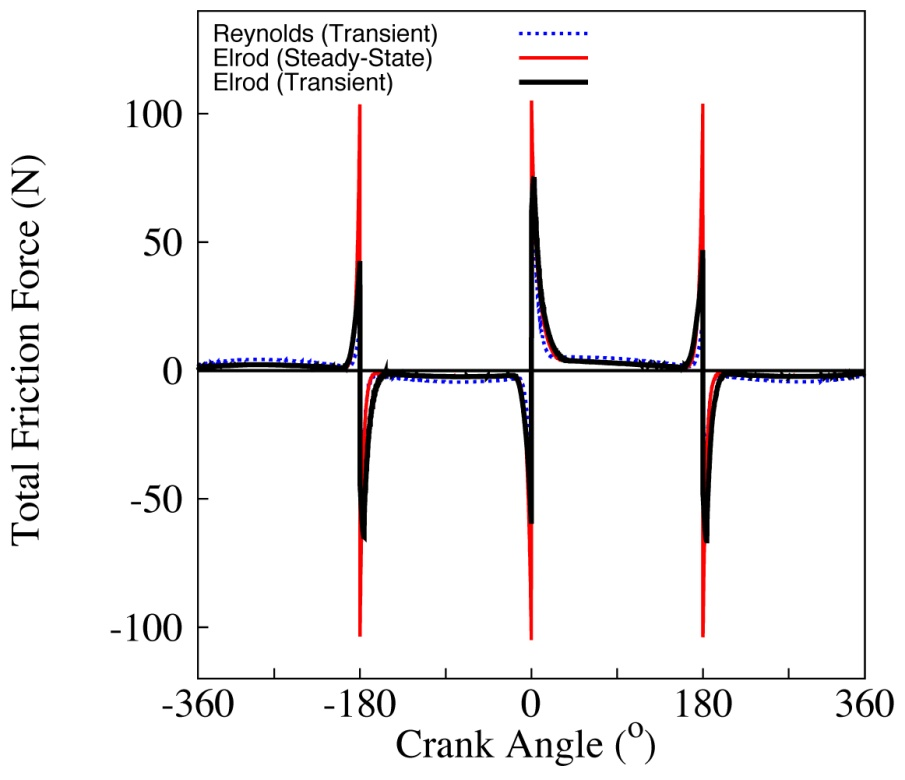 Reynolds (Transient)
Elrod (Steady-State)
Elrod (Transient)
Total Friction Force (N)
100
50
0
-50
-100
-360
-180
0
180
360
Crank Angle (o)